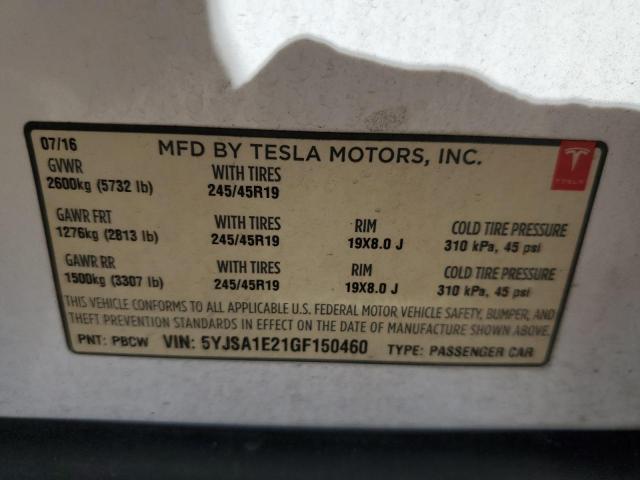 07/16 MFD BY TESLA MOTORS, INC.
GVWR WITH TIRES
2600kg (5732 lb) 245/45R19
TESLA
GAWR FRT WITH TIRES RIM COLD TIRE PRESSURE
1276kg (2813 lb) 245/45R19 19X8.0 J 310 kPa, 45 psi
GAWR RR WITH TIRES RIM COLD TIRE PRESSURE
1500kg (3307 lb) 245/45R19 19X8.0 J 310 kPa, 45 psi
THIS VEHICLE CONFORMS TO ALL APPLICABLE U.S. FEDERAL MOTOR VEHICLE SAFETY, BUMPER, AND
THEFT PREVENTION STANDARDS IN EFFECT ON THE DATE OF MANUFACTURE SHOWN ABOVE.
PNT: PBCW VIN: 5YJSA1E21GF150460 TYPE: PASSENGER CAR